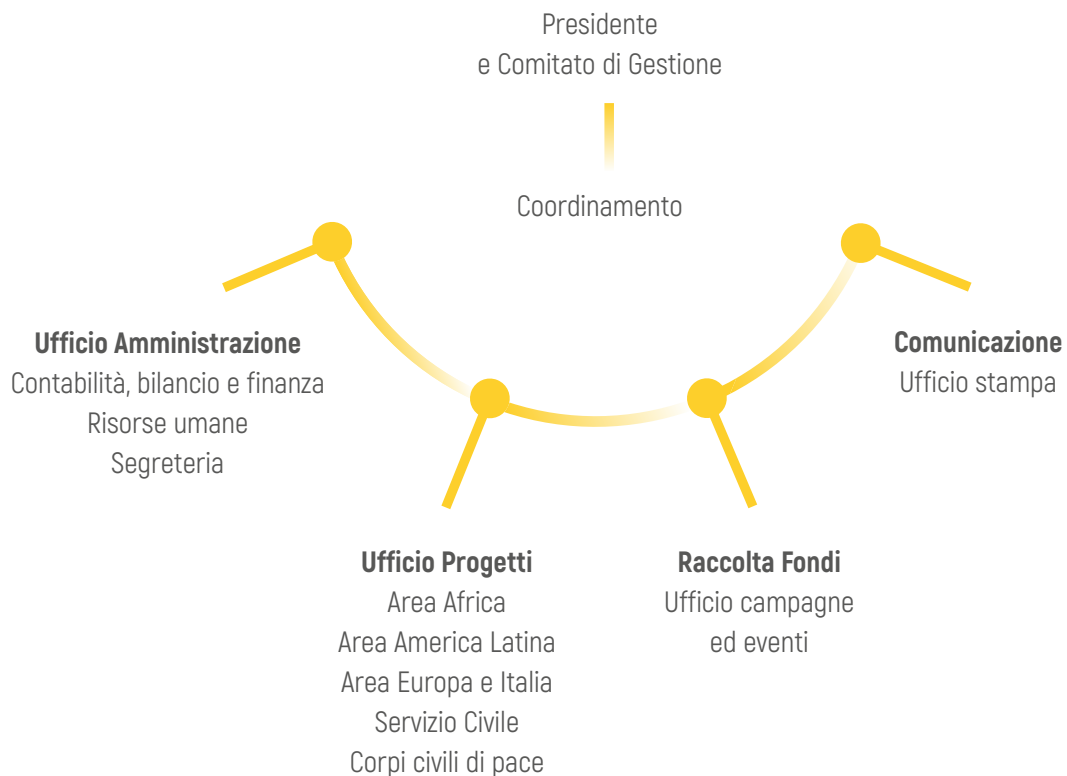 Presidente
e Comitato di Gestione
Coordinamento
Ufficio Amministrazione
Contabilità, bilancio e finanza
Risorse umane
Segreteria
Ufficio Progetti
Area Africa
Area America Latina
Area Europa e Italia
Servizio Civile
Corpi civili di pace
Raccolta Fondi
Ufficio campagne
ed eventi
Comunicazione
Ufficio stampa